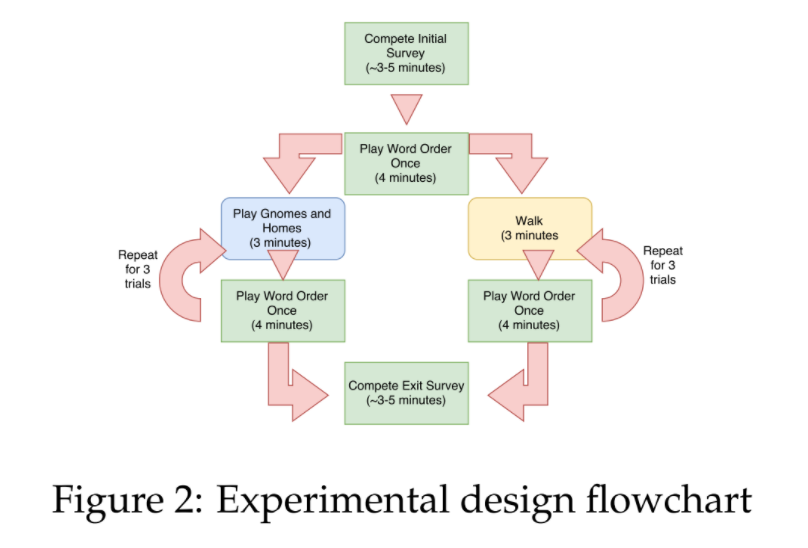 Compete Initial
Survey
(~3-5 minutes)
Play Word Order
Once
(4 minutes)
Play Gnomes and
Homes
(3 minutes)
Walk
(3 minutes
Repeat
for 3
trials
Repeat
for 3
trials
Play Word Order
Once
(4 minutes)
Play Word Order
Once
(4 minutes)
Compete Exit Survey
(~3-5 minutes)
Figure 2: Experimental design flowchart